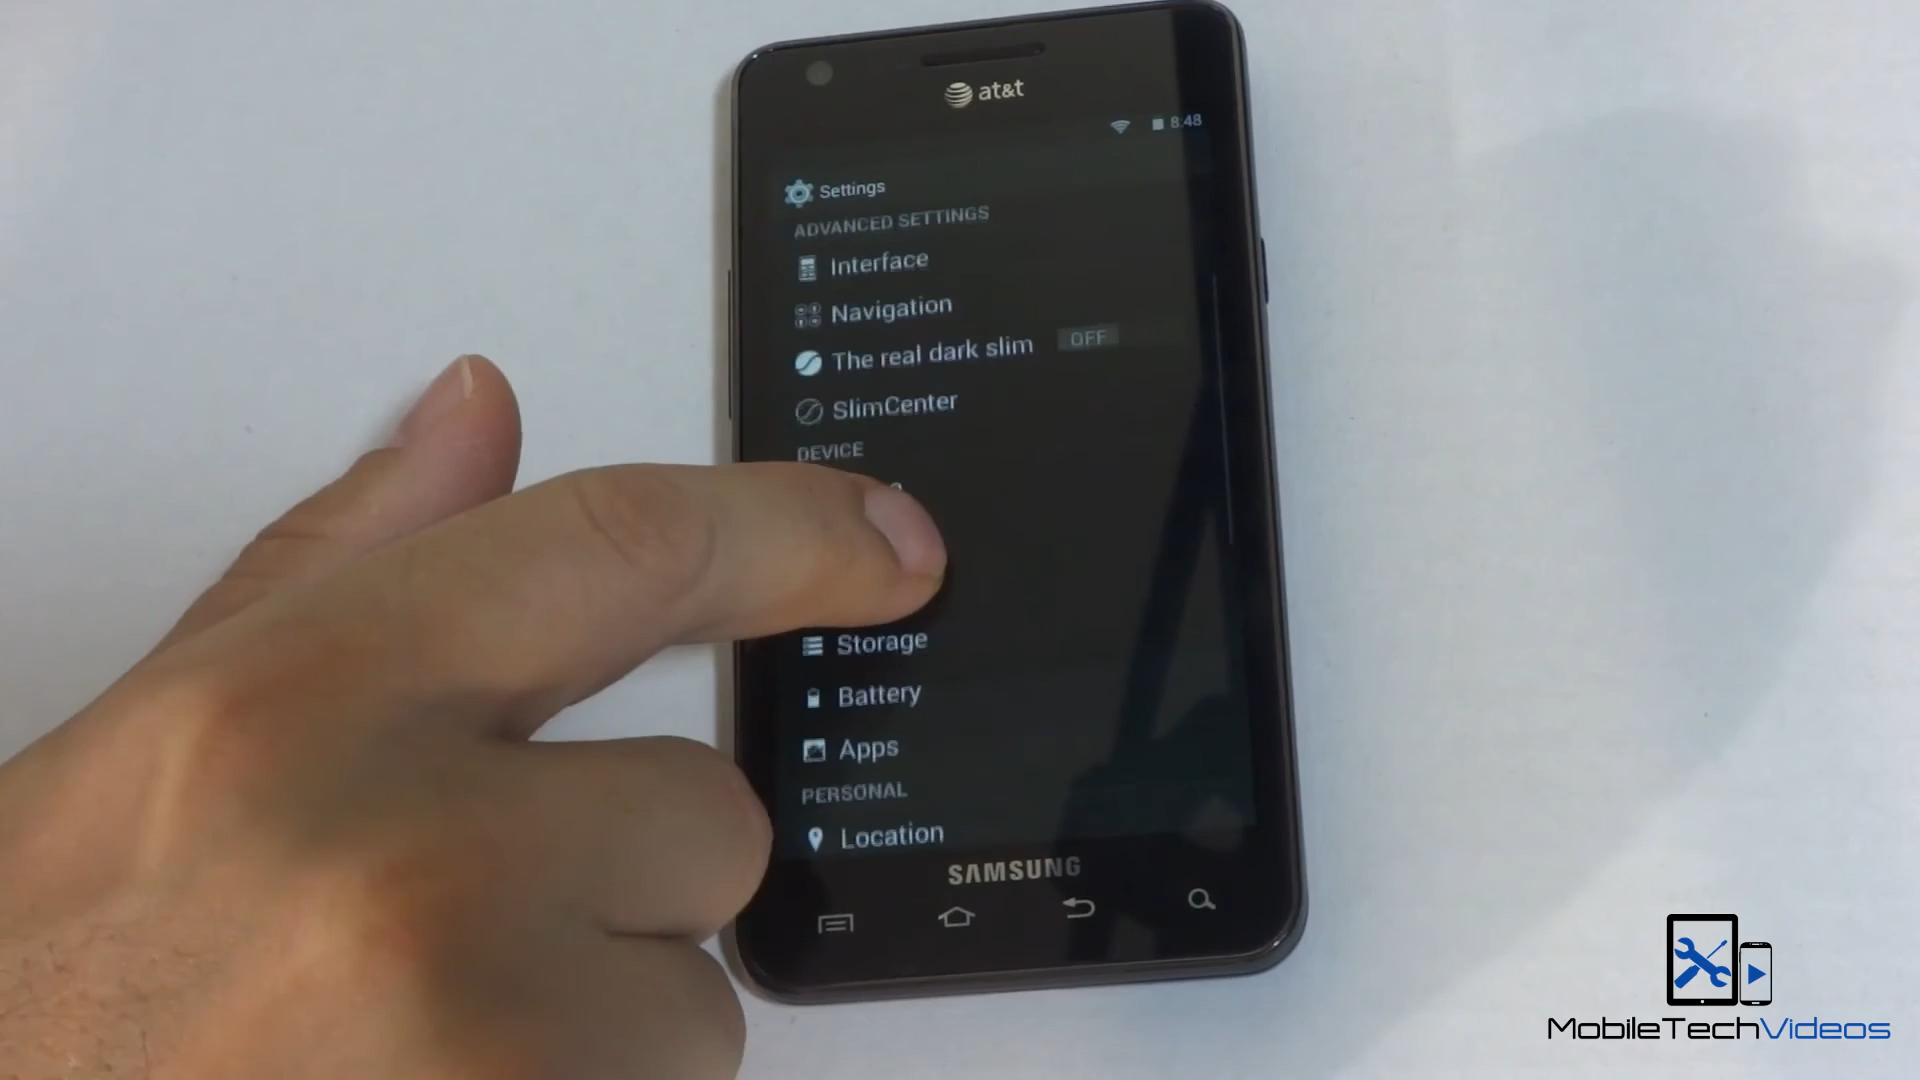 at&t
8:48
Settings
ADVANCED SETTINGS
Interface
Navigation
The real dark slim OFF
SlimCenter
DEVICE
Storage
Battery
Apps
PERSONAL
Location
SAMSUNG
MobileTechVideos